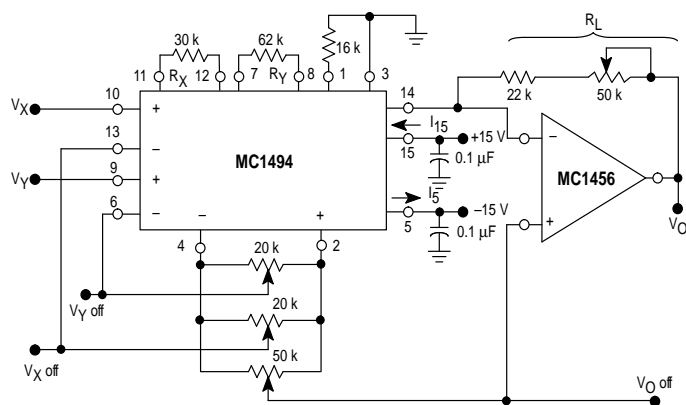 R_L
30 k
62 k
16 k
11
R_X
12
7
R_Y
8
1
3
14
22 k
50 k
V_X
10
+
13
–
V_Y
9
+
6
–
MC1494
I_15
15
+15 V
0.1 µF
I_5
5
–15 V
0.1 µF
–
MC1456
+
V_O
–
+
4
2
20 k
V_Y off
20 k
V_X off
50 k
V_O off